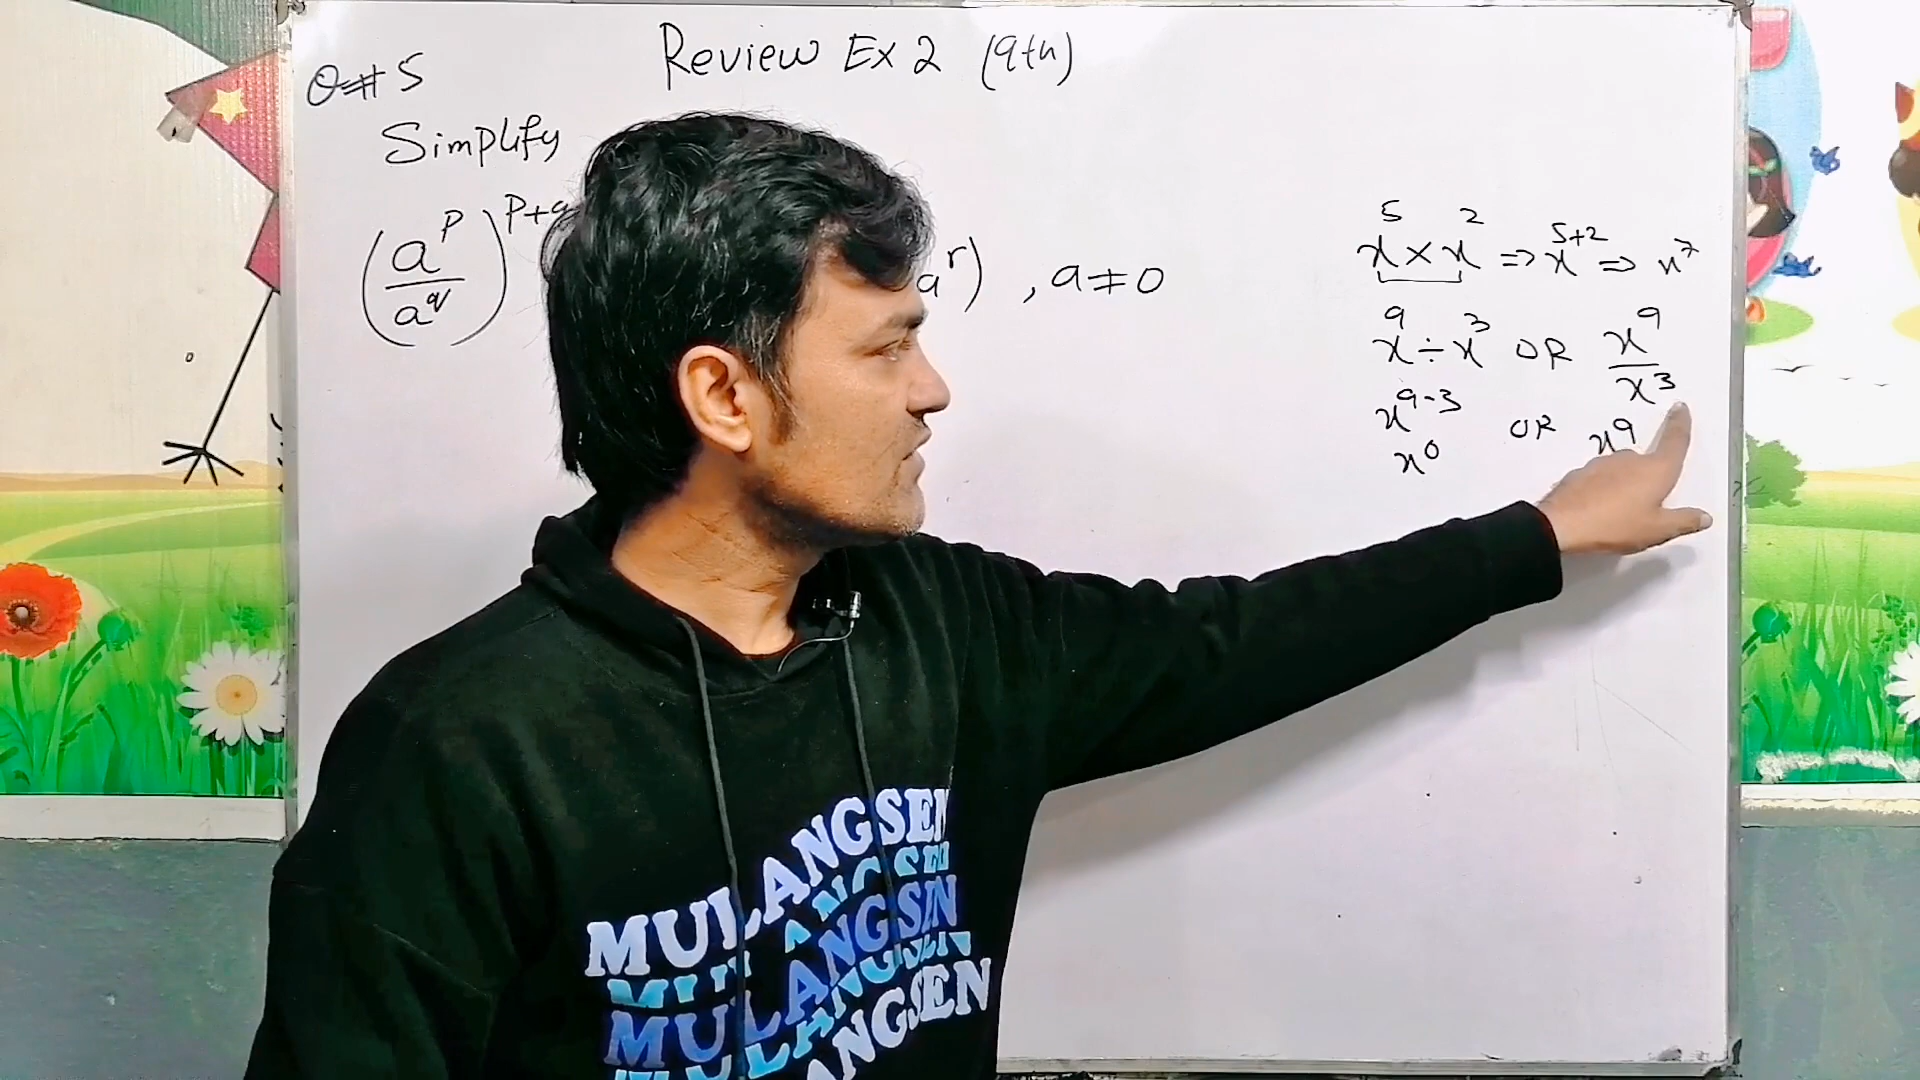 Review Ex 2 (9th)
Q#5
Simplify
(a^p/a^q)^p+q a^r) , a≠0
x^5 × x^2 ⇒ x^5+2 ⇒ x^7
x^9 ÷ x^3 OR x^9/x^3
x^9-3 OR x^9
x^0
MULANGSEN
MULANGSEN
MULANGSEN